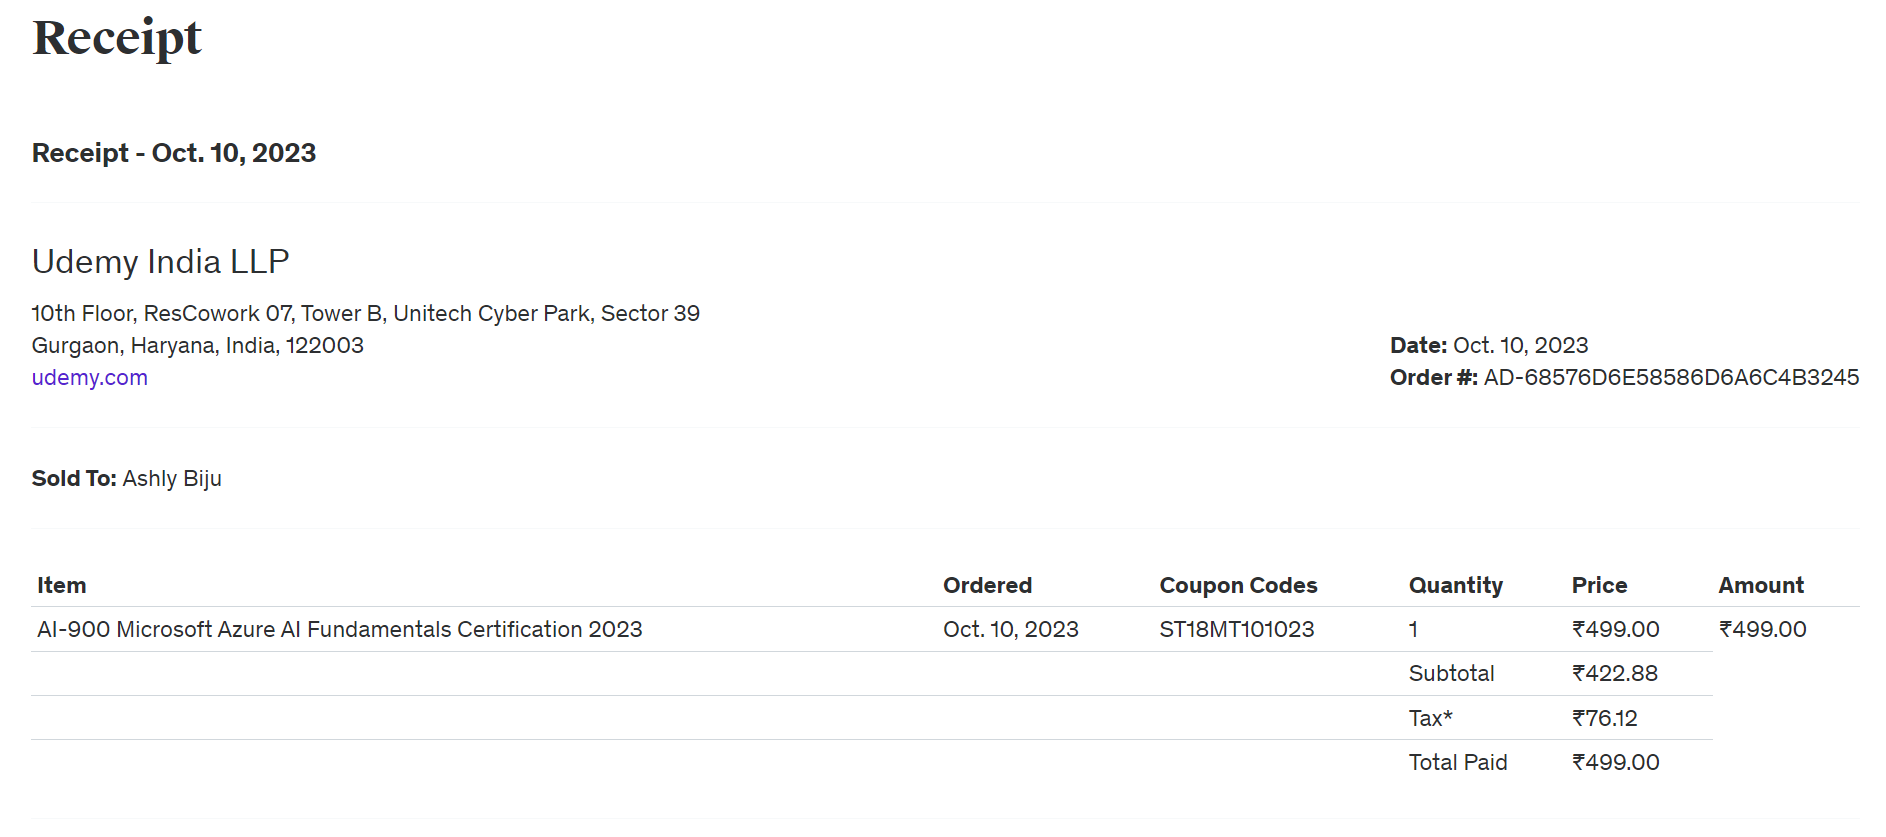 Receipt
Receipt - Oct. 10, 2023
Udemy India LLP
10th Floor, ResCowork 07, Tower B, Unitech Cyber Park, Sector 39
Gurgaon, Haryana, India, 122003
udemy.com
Date: Oct. 10, 2023
Order #: AD-68576D6E58586D6A6C4B3245
Sold To: Ashly Biju
Item Ordered Coupon Codes Quantity Price Amount
AI-900 Microsoft Azure AI Fundamentals Certification 2023 Oct. 10, 2023 ST18MT101023 1 ₹499.00 ₹499.00
Subtotal ₹422.88
Tax* ₹76.12
Total Paid ₹499.00